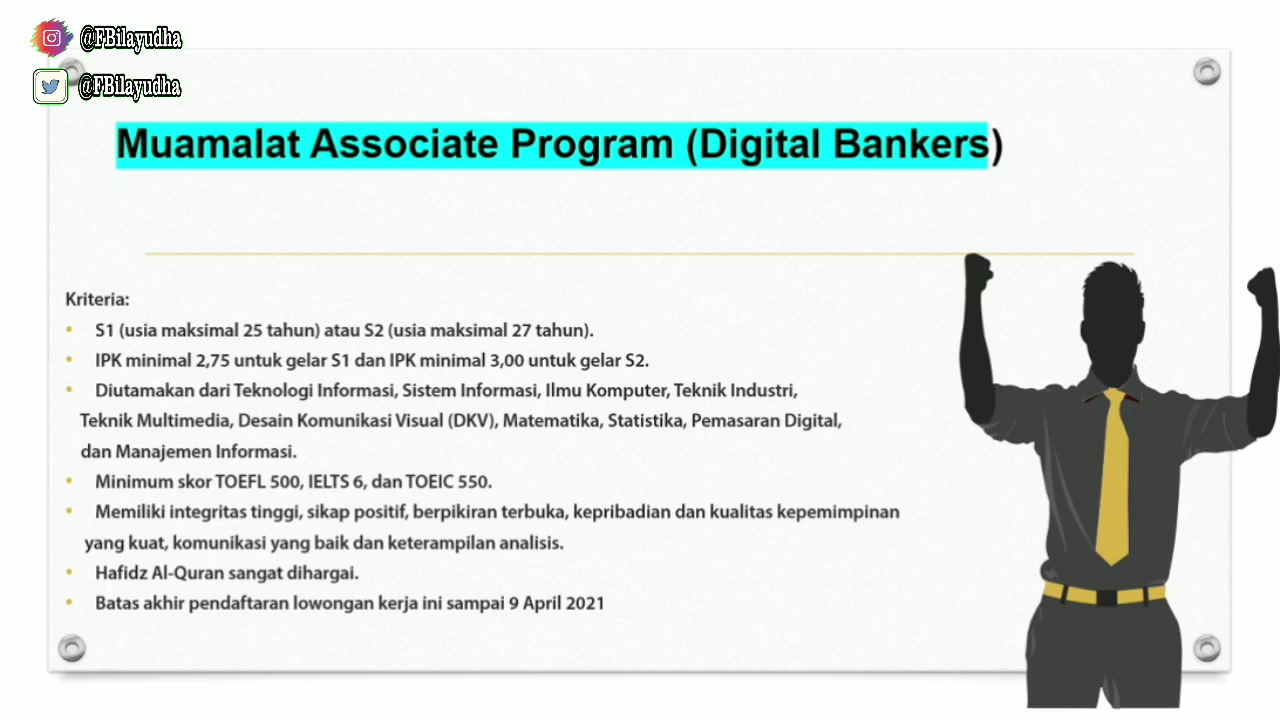 @FBilayudha
@FBilayudha
Muamalat Associate Program (Digital Bankers)
Kriteria:
• S1 (usia maksimal 25 tahun) atau S2 (usia maksimal 27 tahun).
• IPK minimal 2,75 untuk gelar S1 dan IPK minimal 3,00 untuk gelar S2.
• Diutamakan dari Teknologi Informasi, Sistem Informasi, Ilmu Komputer, Teknik Industri,
Teknik Multimedia, Desain Komunikasi Visual (DKV), Matematika, Statistika, Pemasaran Digital,
dan Manajemen Informasi.
• Minimum skor TOEFL 500, IELTS 6, dan TOEIC 550.
• Memiliki integritas tinggi, sikap positif, berpikiran terbuka, kepribadian dan kualitas kepemimpinan
yang kuat, komunikasi yang baik dan keterampilan analisis.
• Hafidz Al-Quran sangat dihargai.
• Batas akhir pendaftaran lowongan kerja ini sampai 9 April 2021